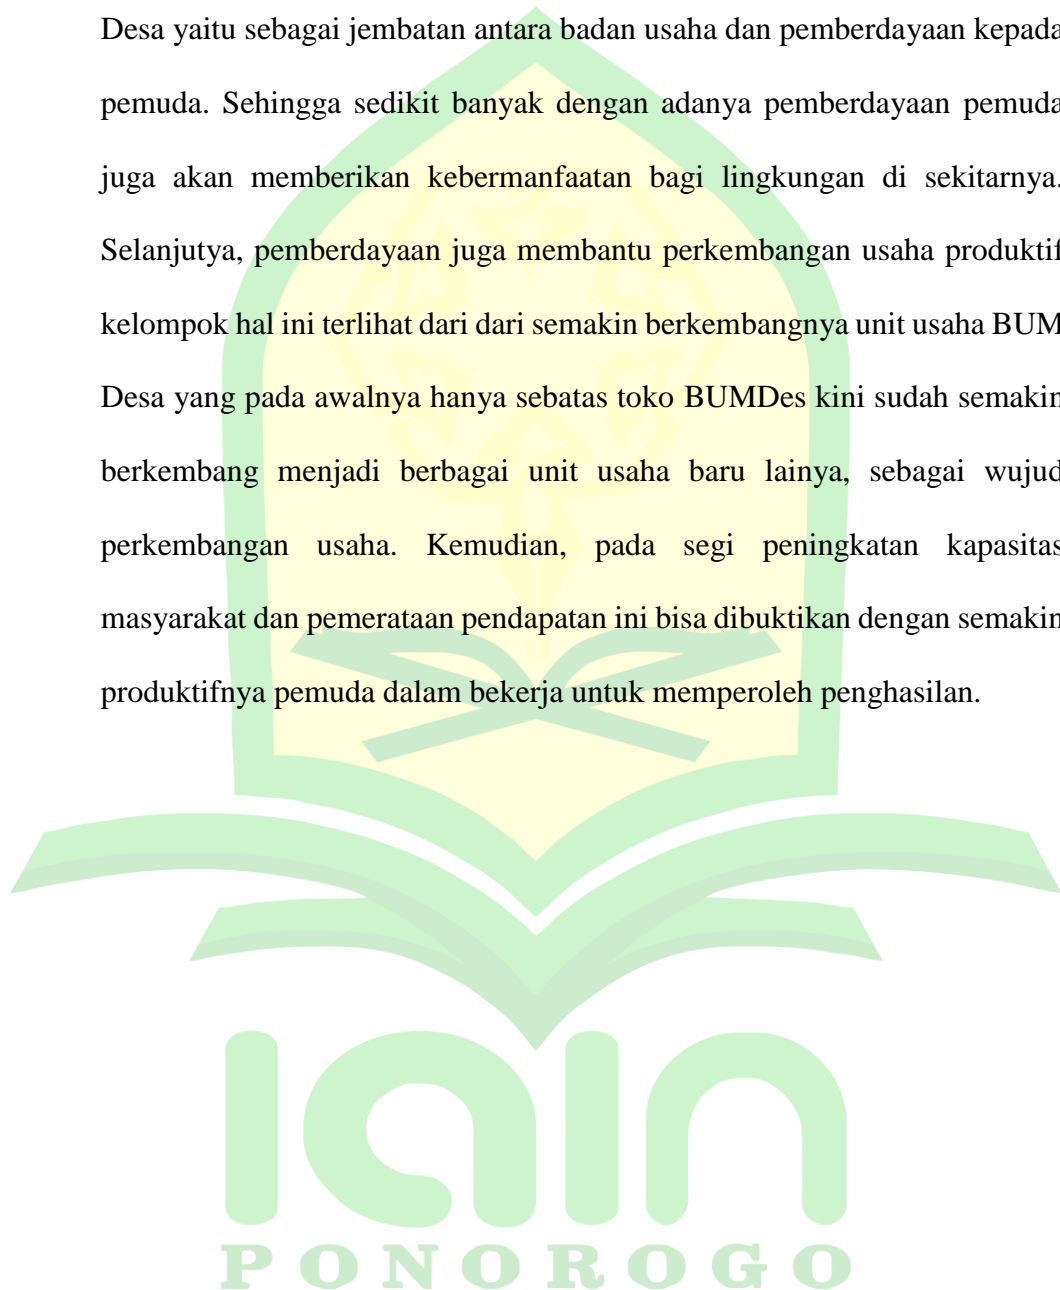 Desa yaitu sebagai jembatan antara badan usaha dan pemberdayaan kepada
pemuda. Sehingga sedikit banyak dengan adanya pemberdayaan pemuda
juga akan memberikan kebermanfaatan bagi lingkungan di sekitarnya.
Selanjutya, pemberdayaan juga membantu perkembangan usaha produktif
kelompok hal ini terlihat dari dari semakin berkembangnya unit usaha BUM
Desa yang pada awalnya hanya sebatas toko BUMDes kini sudah semakin
berkembang menjadi berbagai unit usaha baru lainya, sebagai wujud
perkembangan usaha. Kemudian, pada segi peningkatan kapasitas
masyarakat dan pemerataan pendapatan ini bisa dibuktikan dengan semakin
produktifnya pemuda dalam bekerja untuk memperoleh penghasilan.
iain
PONOROGO